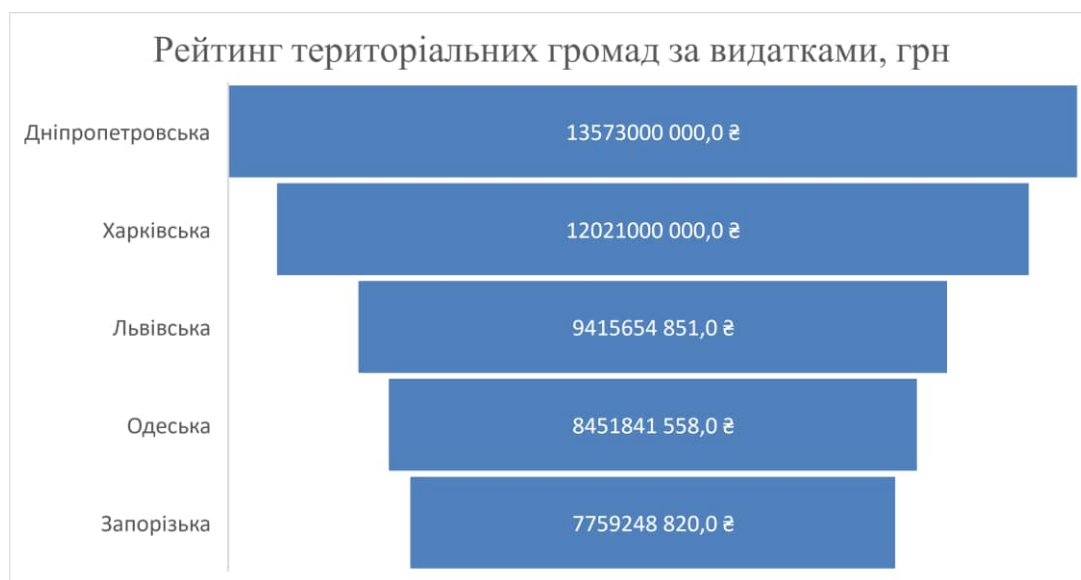 Рейтинг територіальних громад за видатками, грн
Дніпропетровська 13573000 000,0 ₴
Харківська 12021000 000,0 ₴
Львівська 9415654 851,0 ₴
Одеська 8451841 558,0 ₴
Запорізька 7759248 820,0 ₴